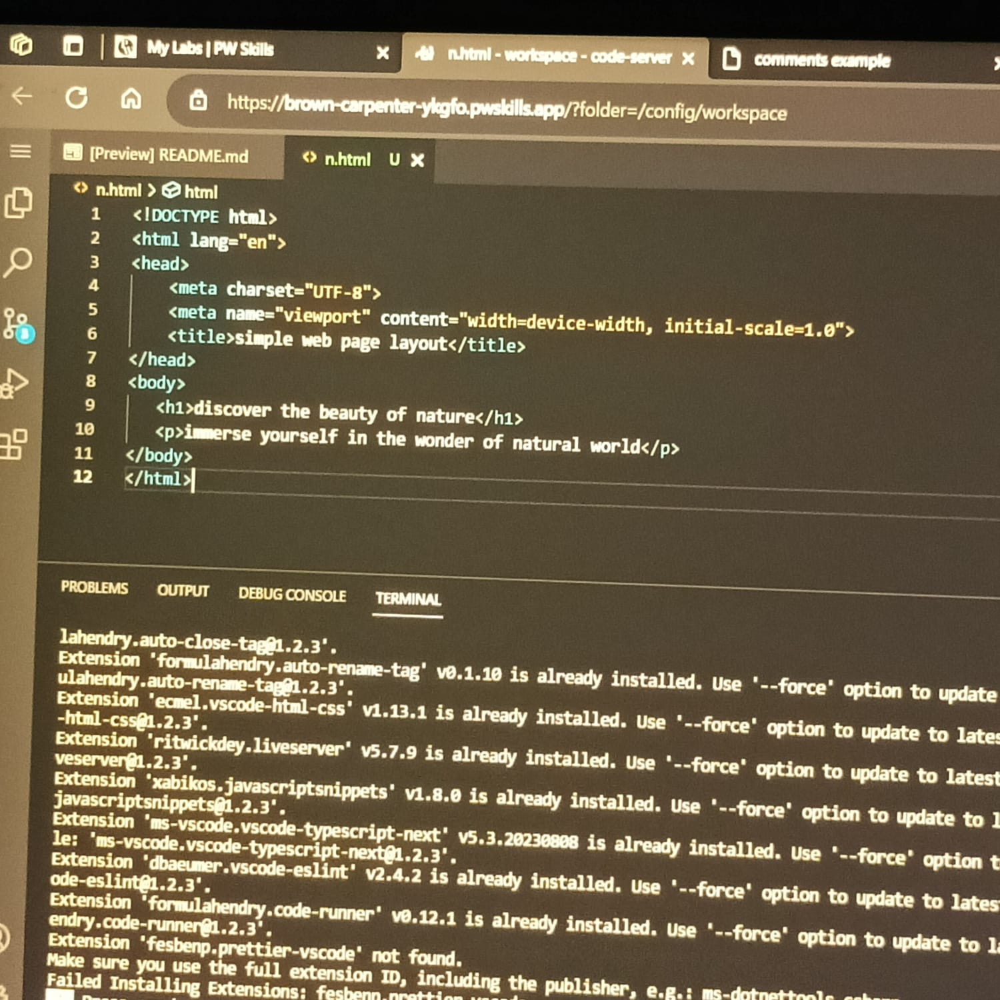 My Labs | PW Skills
n.html - workspace - code-server
comments example
https://brown-carpenter-ykgfo.pwskills.app/?folder=/config/workspace
[Preview] README.md
n.html U
n.html > html
1 <!DOCTYPE html>
2 <html lang="en">
3 <head>
4 <meta charset="UTF-8">
5 <meta name="viewport" content="width=device-width, initial-scale=1.0">
6 <title>simple web page layout</title>
7 </head>
8 <body>
9 <h1>discover the beauty of nature</h1>
10 <p>immerse yourself in the wonder of natural world</p>
11 </body>
12 </html>
PROBLEMS OUTPUT DEBUG CONSOLE TERMINAL
lahendry.auto-close-tag@1.2.3'.
Extension 'formulahendry.auto-rename-tag' v0.1.10 is already installed. Use '--force' option to update
ulahendry.auto-rename-tag@1.2.3'.
Extension 'ecmel.vscode-html-css' v1.13.1 is already installed. Use '--force' option to update to lates
-html-css@1.2.3'.
Extension 'ritwickdey.liveserver' v5.7.9 is already installed. Use '--force' option to update to latest
veserver@1.2.3'.
Extension 'xabikos.javascriptsnippets' v1.8.0 is already installed. Use '--force' option to update to l
javascriptsnippets@1.2.3'.
Extension 'ms-vscode.vscode-typescript-next' v5.3.20230808 is already installed. Use '--force' option t
le: 'ms-vscode.vscode-typescript-next@1.2.3'.
Extension 'dbaeumer.vscode-eslint' v2.4.2 is already installed. Use '--force' option to update to lates
ode-eslint@1.2.3'.
Extension 'formulahendry.code-runner' v0.12.1 is already installed. Use '--force' option to update to la
endry.code-runner@1.2.3'.
Extension 'fesbenp.prettier-vscode' not found.
Make sure you use the full extension ID, including the publisher, e.g.: ms-dotnettools
Failed Installing Extensions: